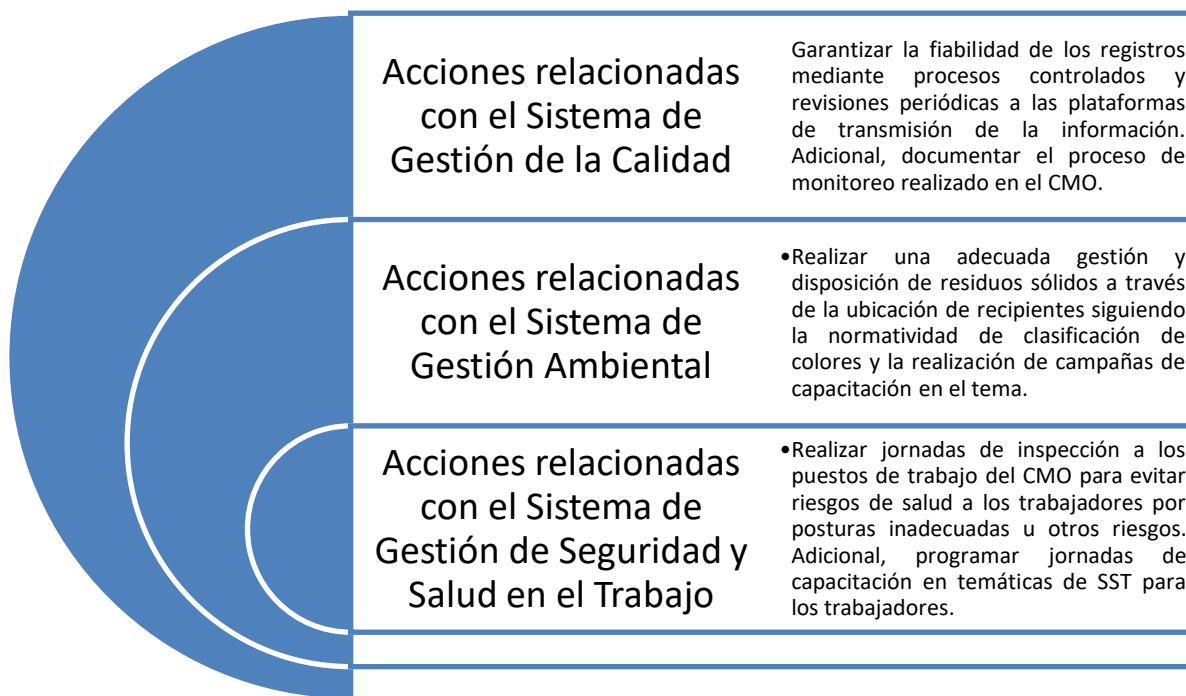 Acciones relacionadas
con el Sistema de
Gestión de la Calidad
Garantizar la fiabilidad de los registros
mediante procesos controlados y
revisiones periódicas a las plataformas
de transmisión de la información.
Adicional, documentar el proceso de
monitoreo realizado en el CMO.
Acciones relacionadas
con el Sistema de
Gestión Ambiental
•Realizar una adecuada gestión y
disposición de residuos sólidos a través
de la ubicación de recipientes siguiendo
la normatividad de clasificación de
colores y la realización de campañas de
capacitación en el tema.
Acciones relacionadas
con el Sistema de
Gestión de Seguridad y
Salud en el Trabajo
•Realizar jornadas de inspección a los
puestos de trabajo del CMO para evitar
riesgos de salud a los trabajadores por
posturas inadecuadas u otros riesgos.
Adicional, programar jornadas de
capacitación en temáticas de SST para
los trabajadores.